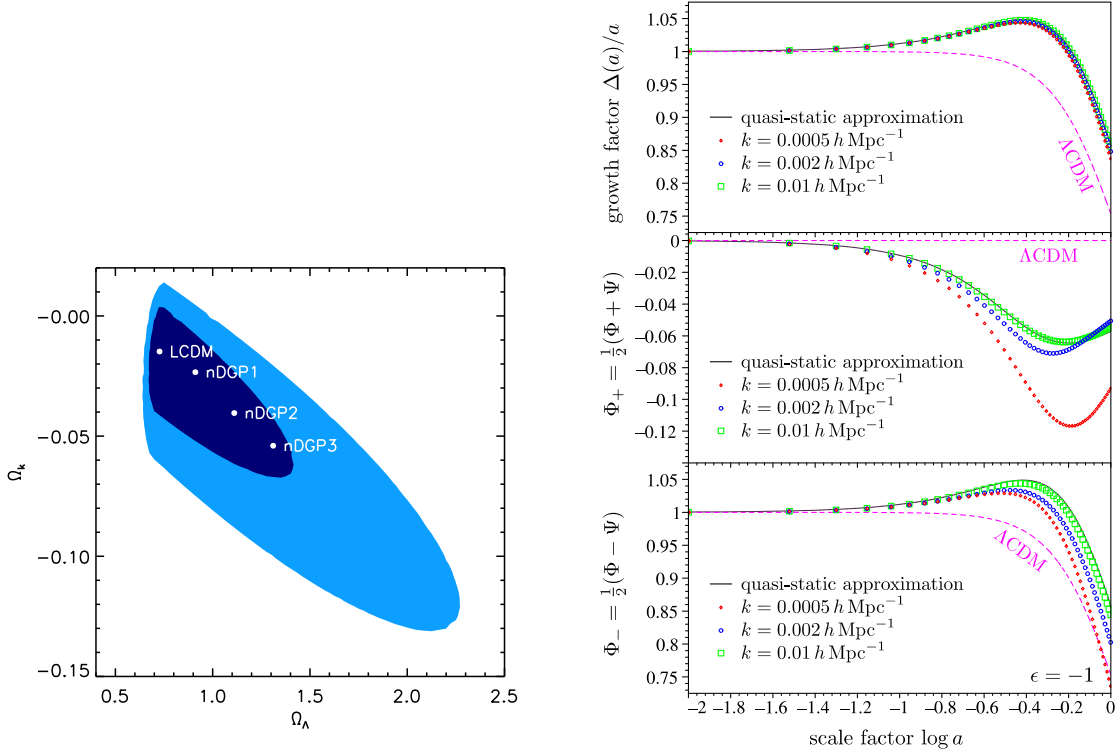 −0.00
−0.05
−0.10
−0.15
Ωk
LCDM
nDGP1
nDGP2
nDGP3
0.5 1.0 1.5 2.0 2.5
ΩΛ
1.05
1
0.95
0.9
0.85
0.8
0.75
growth factor Δ(a)/a
quasi-static approximation
k = 0.0005 h Mpc⁻¹
k = 0.002 h Mpc⁻¹
k = 0.01 h Mpc⁻¹
ΛCDM
0
−0.02
−0.04
−0.06
−0.08
−0.1
−0.12
Φ₊ = ½(Φ + Ψ)
ΛCDM
quasi-static approximation
k = 0.0005 h Mpc⁻¹
k = 0.002 h Mpc⁻¹
k = 0.01 h Mpc⁻¹
1.05
1
0.95
0.9
0.85
0.8
0.75
Φ₋ = ½(Φ − Ψ)
ΛCDM
quasi-static approximation
k = 0.0005 h Mpc⁻¹
k = 0.002 h Mpc⁻¹
k = 0.01 h Mpc⁻¹
ϵ = −1
−2 −1.8 −1.6 −1.4 −1.2 −1 −0.8 −0.6 −0.4 −0.2 0
scale factor log a